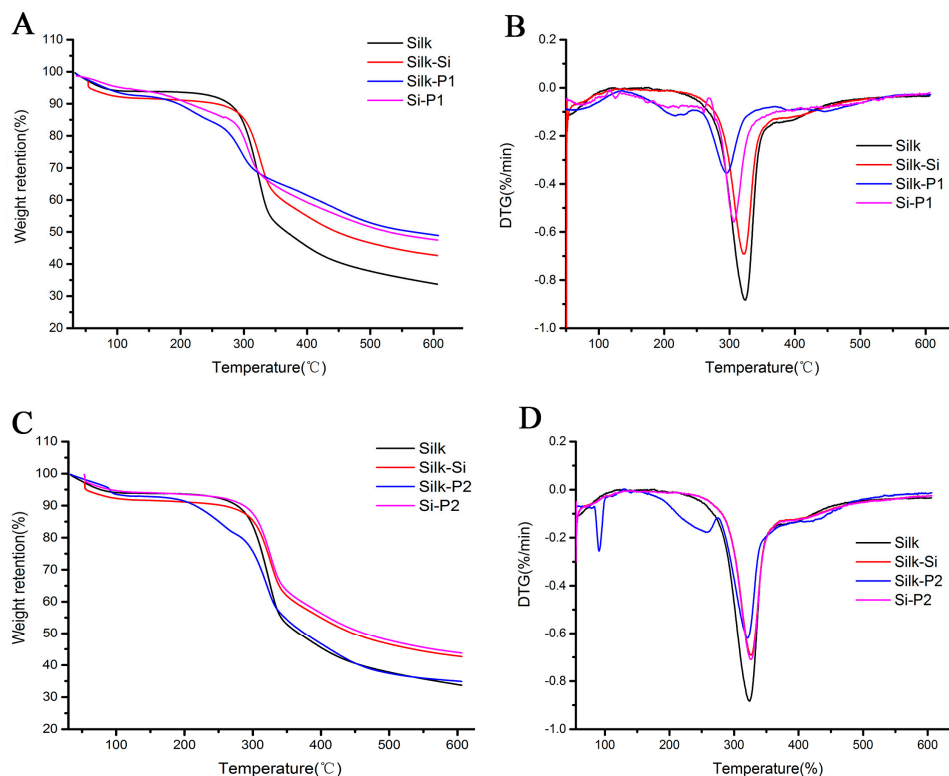 A
Weight retention(%)
110
100
90
80
70
60
50
40
30
20
100
200
300
400
500
600
Temperature(℃)
Silk
Silk-Si
Silk-P1
Si-P1
B
DTG(%/min)
0.2
0.0
-0.2
-0.4
-0.6
-0.8
-1.0
100
200
300
400
500
600
Temperature(℃)
Silk
Silk-Si
Silk-P1
Si-P1
C
Weight retention(%)
110
100
90
80
70
60
50
40
30
20
100
200
300
400
500
600
Temperature(℃)
Silk
Silk-Si
Silk-P2
Si-P2
D
DTG(%/min)
0.2
0.0
-0.2
-0.4
-0.6
-0.8
-1.0
100
200
300
400
500
600
Temperature(%)
Silk
Silk-Si
Silk-P2
Si-P2